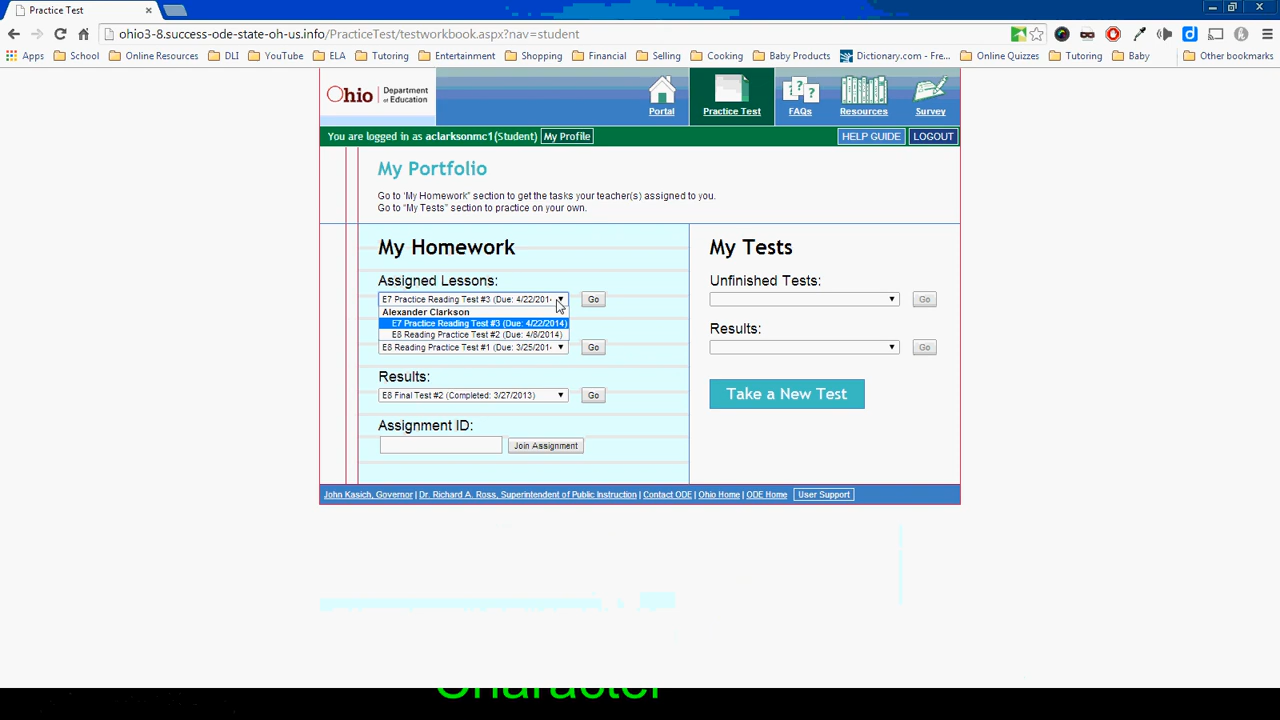 Practice Test
ohio3-8.success-ode-state-oh-us.info/PracticeTest/testworkbook.aspx?nav=student
Apps School Online Resources DLI YouTube ELA Tutoring Entertainment Shopping Financial Selling Cooking Baby Products Dictionary.com - Fre... Online Quizzes Tutoring Baby Other bookmarks
Ohio Department of Education
Portal Practice Test FAQs Resources Survey
You are logged in as aclarksonmc1(Student) My Profile HELP GUIDE LOGOUT
My Portfolio
Go to 'My Homework" section to get the tasks your teacher(s) assigned to you.
Go to "My Tests" section to practice on your own.
My Homework
Assigned Lessons:
E7 Practice Reading Test #3 (Due: 4/22/201 Go
Alexander Clarkson
E7 Practice Reading Test #3 (Due: 4/22/2014)
E8 Reading Practice Test #2 (Due: 4/8/2014)
E8 Reading Practice Test #1 (Due: 3/25/201 Go
Results:
E8 Final Test #2 (Completed: 3/27/2013) Go
Assignment ID:
Join Assignment
My Tests
Unfinished Tests:
Go
Results:
Go
Take a New Test
John Kasich, Governor | Dr. Richard A. Ross, Superintendent of Public Instruction | Contact ODE | Ohio Home | ODE Home User Support
Character